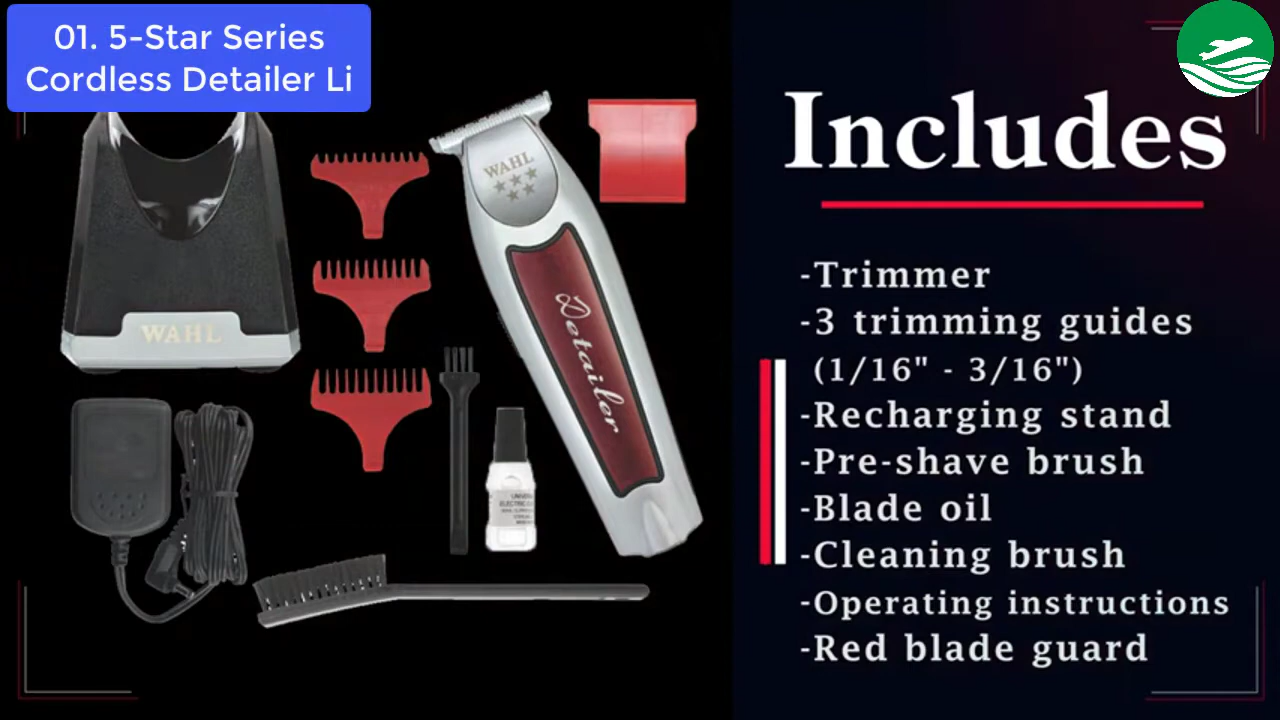 01. 5-Star Series
Cordless Detailer Li
Includes
WAHL
WAHL
Detailer
-Trimmer
-3 trimming guides
(1/16" - 3/16")
-Recharging stand
-Pre-shave brush
-Blade oil
-Cleaning brush
-Operating instructions
-Red blade guard